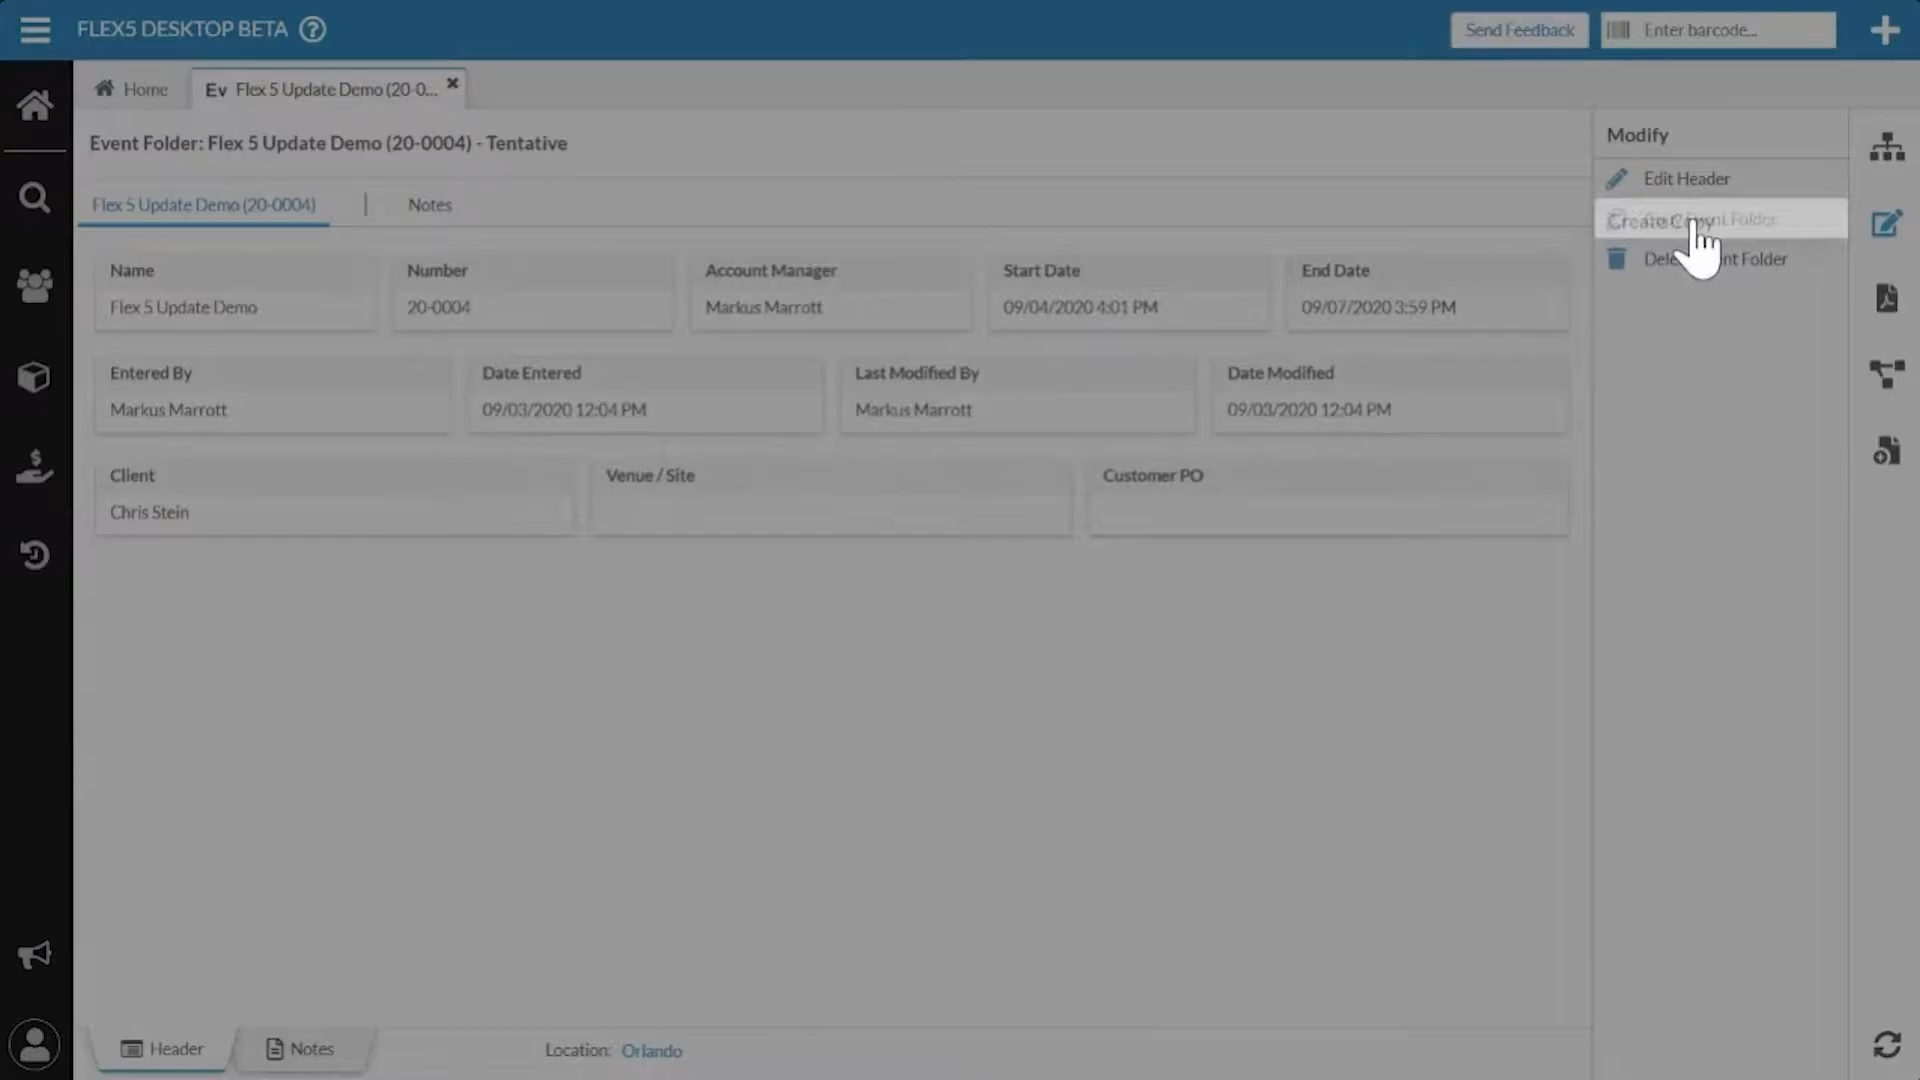 FLEX5 DESKTOP BETA ?
Send Feedback
Enter barcode...
Home
Ev Flex 5 Update Demo (20-0...
Event Folder: Flex 5 Update Demo (20-0004) - Tentative
Modify
Edit Header
Flex 5 Update Demo (20-0004)
Notes
Create Copy
Folder
Folder
Name
Number
Account Manager
Start Date
End Date
Flex 5 Update Demo
20-0004
Markus Marrott
09/04/2020 4:01 PM
09/07/2020 3:59 PM
Entered By
Date Entered
Last Modified By
Date Modified
Markus Marrott
09/03/2020 12:04 PM
Markus Marrott
09/03/2020 12:04 PM
Client
Venue / Site
Customer PO
Chris Stein
Header
Notes
Location: Orlando